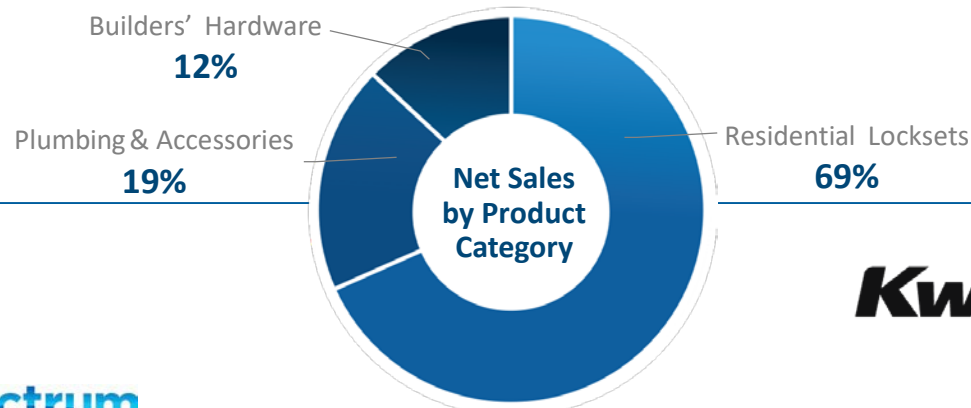 Builders' Hardware
12%
Plumbing & Accessories
19%
Net Sales
by Product
Category
Residential Locksets
69%